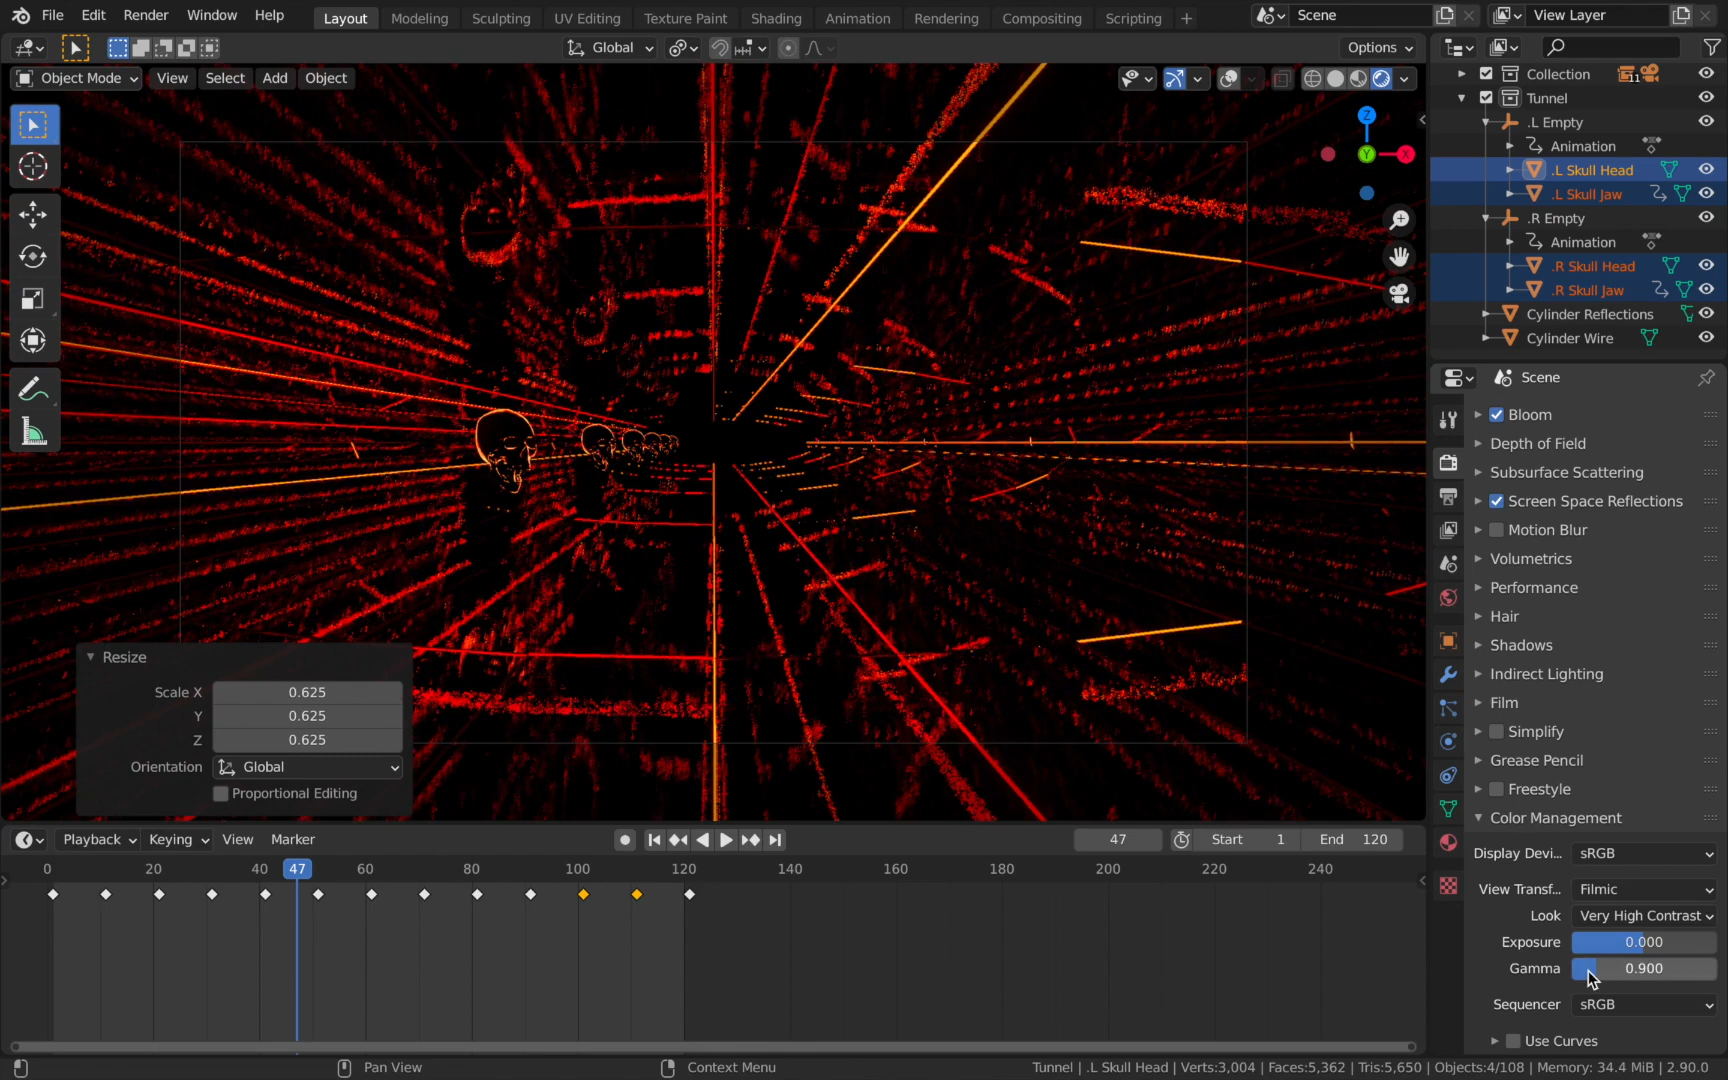 File Edit Render Window Help Layout Modeling Sculpting UV Editing Texture Paint Shading Animation Rendering Compositing Scripting + Scene View Layer
Global Options
Object Mode View Select Add Object
Z
Y
X
Collection 11
Tunnel
.L Empty
Animation
.L Skull Head
.L Skull Jaw
.R Empty
Animation
.R Skull Head
.R Skull Jaw
Cylinder Reflections
Cylinder Wire
Scene
Bloom
Depth of Field
Subsurface Scattering
Screen Space Reflections
Motion Blur
Volumetrics
Performance
Hair
Shadows
Indirect Lighting
Film
Simplify
Grease Pencil
Freestyle
Color Management
Display Devi... sRGB
View Transf... Filmic
Look Very High Contrast
Exposure 0.000
Gamma 0.900
Sequencer sRGB
Use Curves
Resize
Scale X 0.625
Y 0.625
Z 0.625
Orientation Global
Proportional Editing
Playback Keying View Marker 47 Start 1 End 120
0 20 40 47 60 80 100 120 140 160 180 200 220 240
Pan View Context Menu Tunnel | .L Skull Head | Verts:3,004 | Faces:5,362 | Tris:5,650 | Objects:4/108 | Memory: 34.4 MiB | 2.90.0